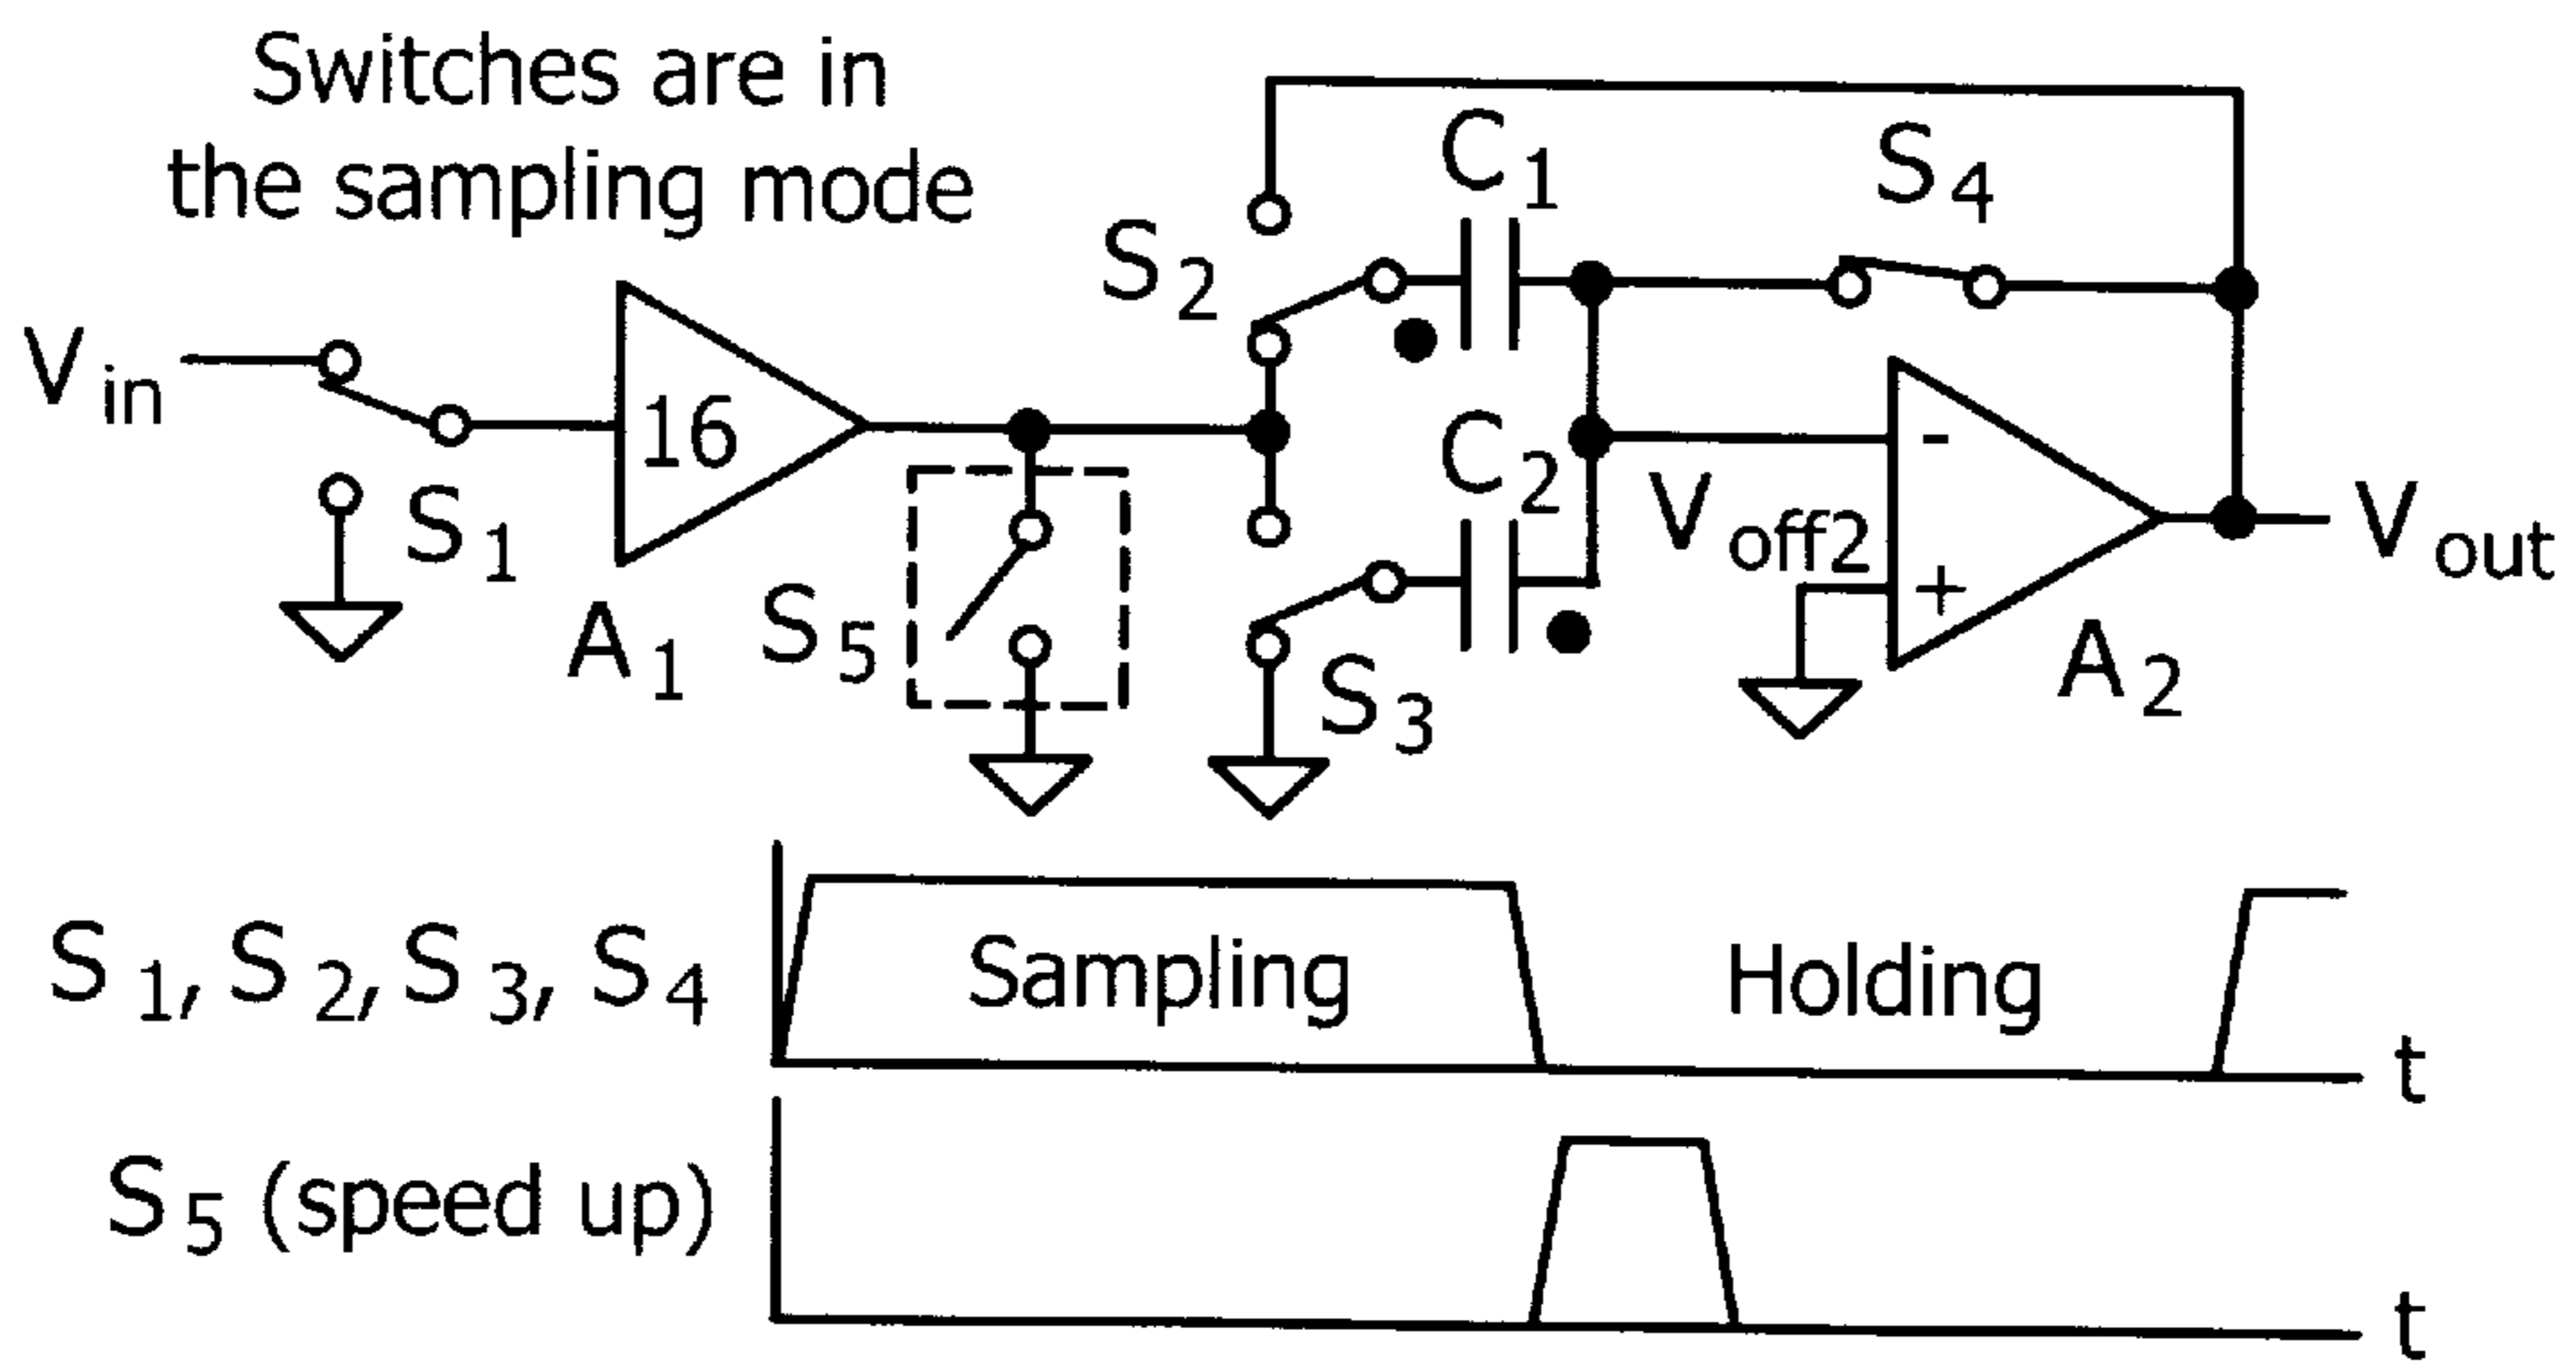 Switches are in
the sampling mode
C1
S4
S2
Vin
16
C2
-
Voff2
Vout
S1
S5
+
A1
S3
A2
S1, S2, S3, S4
Sampling
Holding
t
S5 (speed up)
t